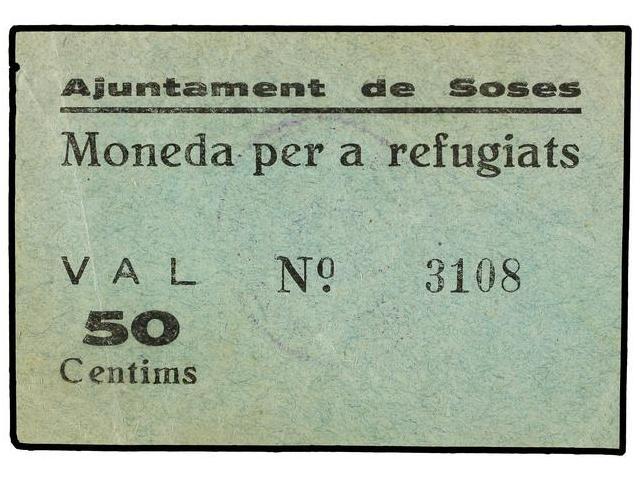 Ajuntament de Soses
Moneda per a refugiats
VAL Nº 3108
50
Centims